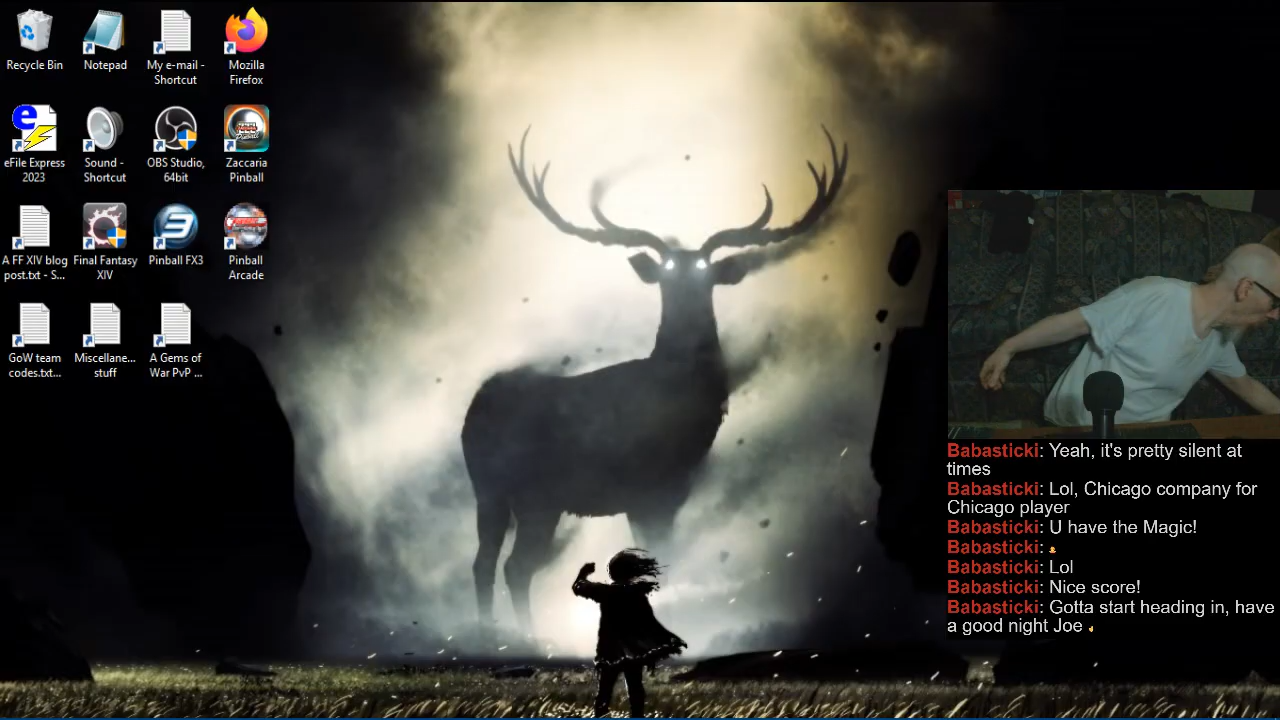 Recycle Bin
Notepad
My e-mail -
Shortcut
Mozilla
Firefox
eFile Express
2023
Sound -
Shortcut
OBS Studio,
64bit
Zaccaria
Pinball
A FF XIV blog
post.txt - S...
Final Fantasy
XIV
Pinball FX3
Pinball
Arcade
GoW team
codes.txt...
Miscellane...
stuff
A Gems of
War PvP ...
Babasticki: Yeah, it's pretty silent at
times
Babasticki: Lol, Chicago company for
Chicago player
Babasticki: U have the Magic!
Babasticki:
Babasticki: Lol
Babasticki: Nice score!
Babasticki: Gotta start heading in, have
a good night Joe